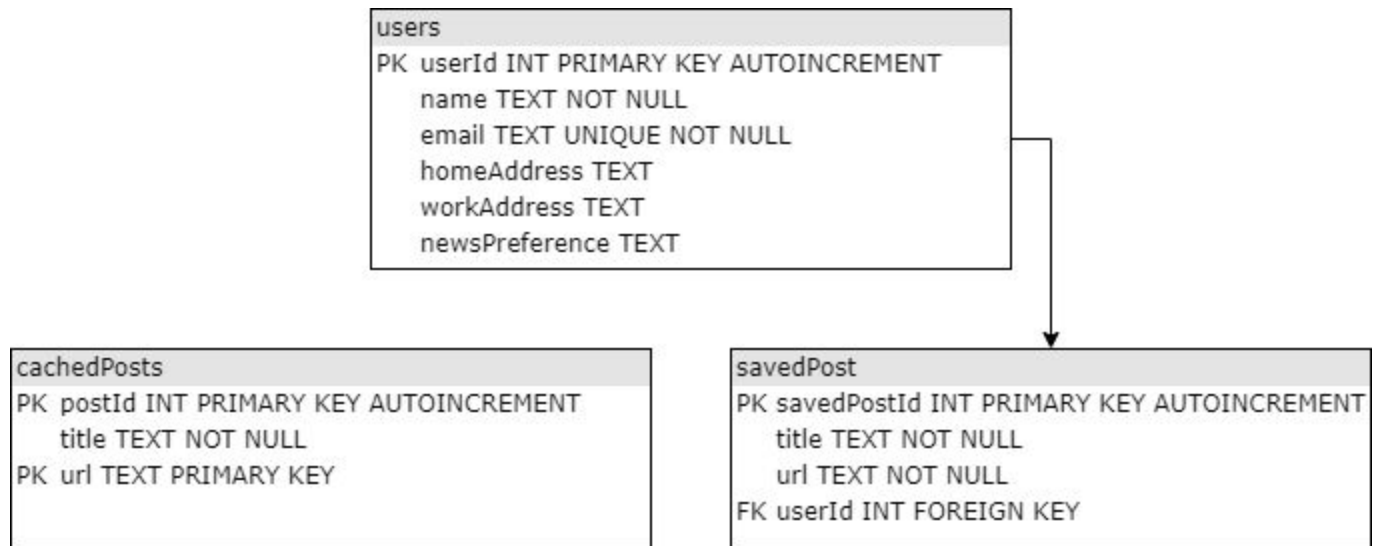 users
PK userId INT PRIMARY KEY AUTOINCREMENT
name TEXT NOT NULL
email TEXT UNIQUE NOT NULL
homeAddress TEXT
workAddress TEXT
newsPreference TEXT
cachedPosts
PK postId INT PRIMARY KEY AUTOINCREMENT
title TEXT NOT NULL
PK url TEXT PRIMARY KEY
savedPost
PK savedPostId INT PRIMARY KEY AUTOINCREMENT
title TEXT NOT NULL
url TEXT NOT NULL
FK userId INT FOREIGN KEY